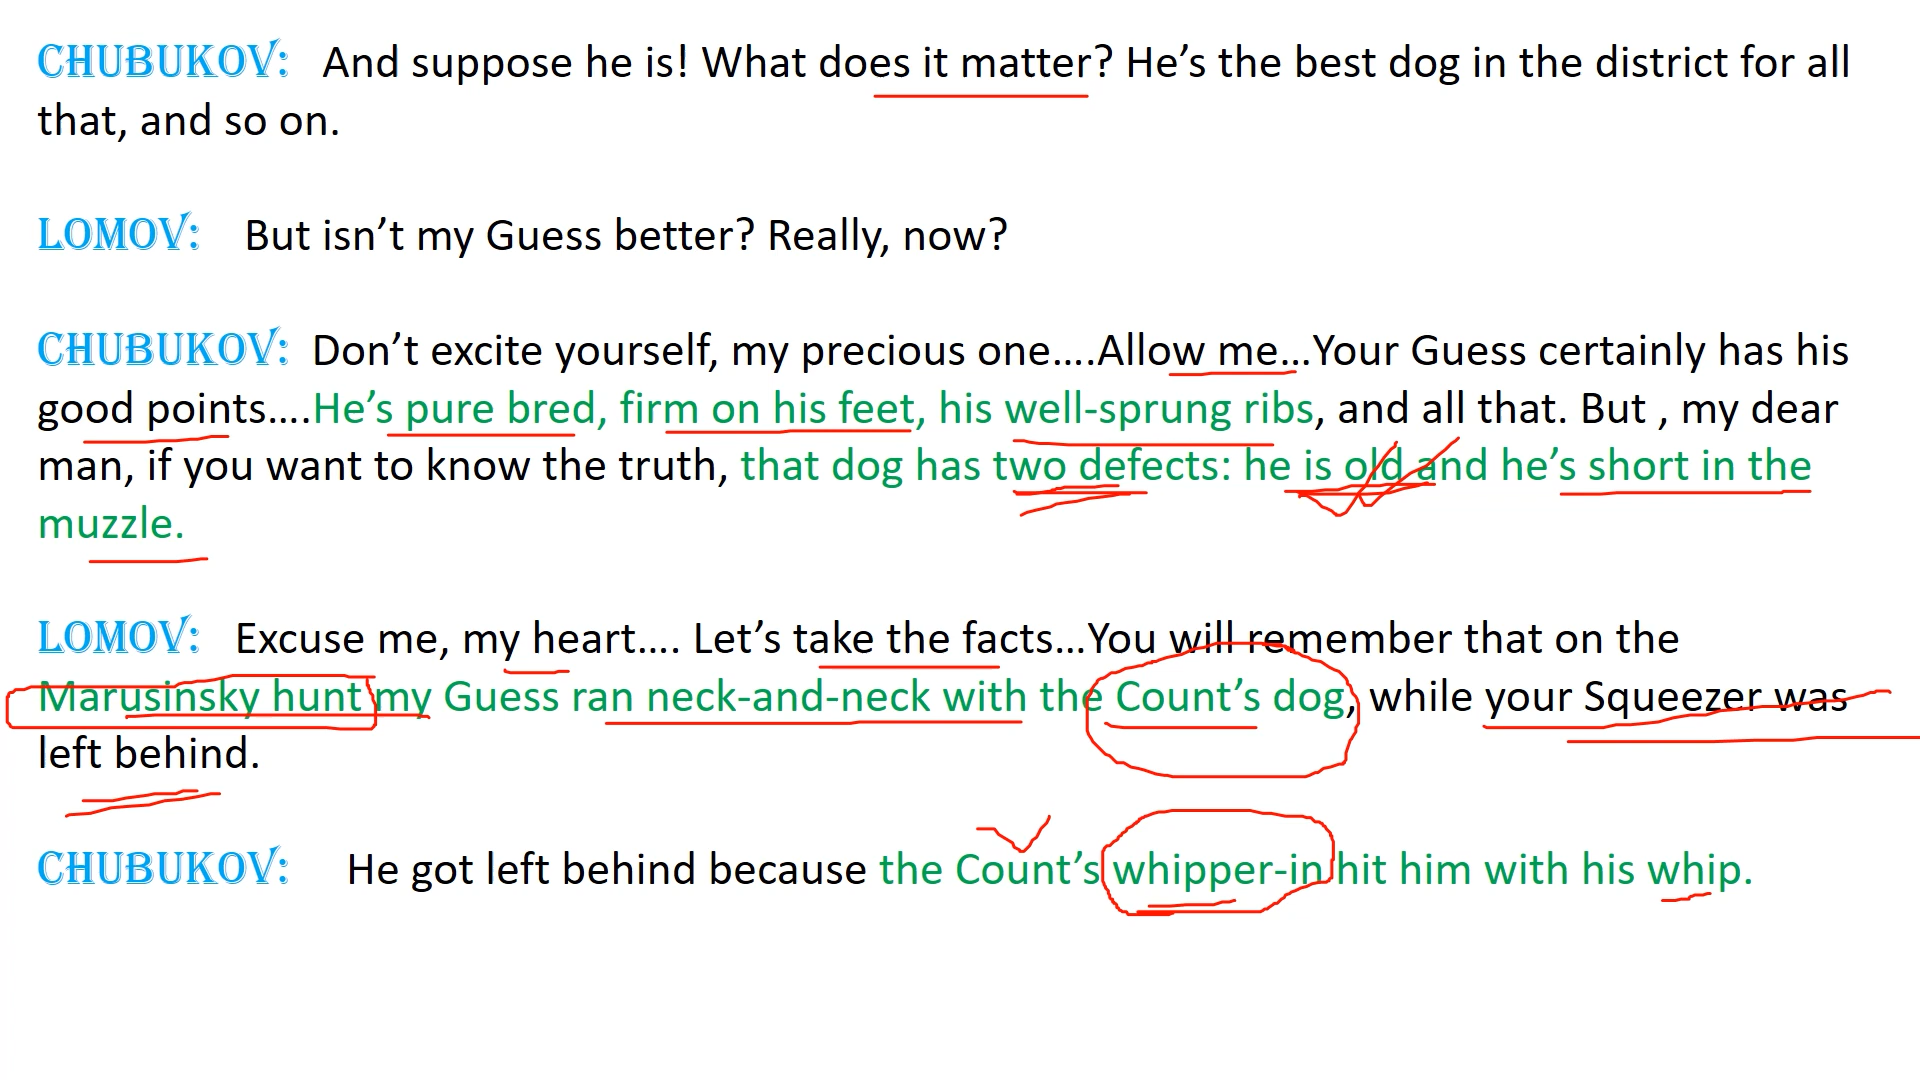 CHUBUKOV: And suppose he is! What does it matter? He’s the best dog in the district for all
that, and so on.
LOMOV: But isn’t my Guess better? Really, now?
CHUBUKOV: Don’t excite yourself, my precious one....Allow me...Your Guess certainly has his
good points....He’s pure bred, firm on his feet, his well-sprung ribs, and all that. But , my dear
man, if you want to know the truth, that dog has two defects: he is old and he’s short in the
muzzle.
LOMOV: Excuse me, my heart.... Let’s take the facts...You will remember that on the
Marusinsky hunt my Guess ran neck-and-neck with the Count’s dog, while your Squeezer was
left behind.
CHUBUKOV: He got left behind because the Count’s whipper-in hit him with his whip.